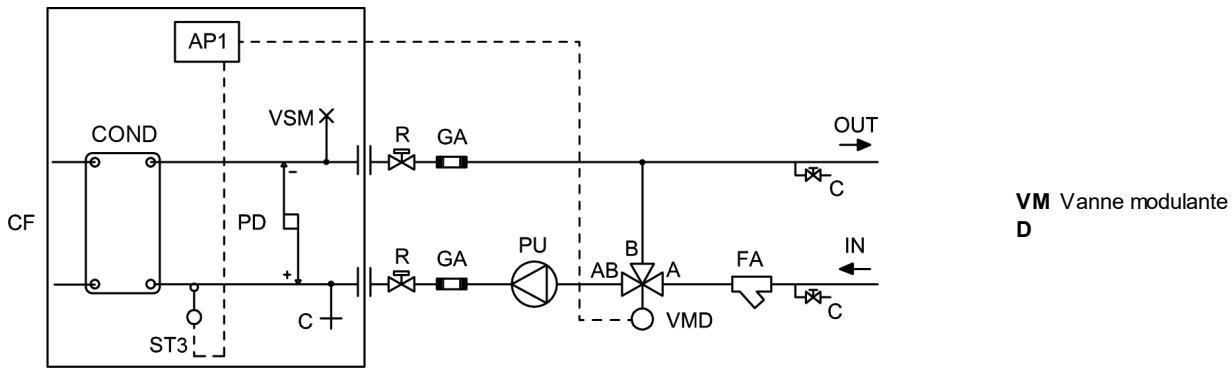 AP1
VSM
R
GA
OUT
COND
C
VM Vanne modulante
D
CF
-
PD
PU
B
FA
IN
R
GA
AB
A
+
C
VMD
C
ST3